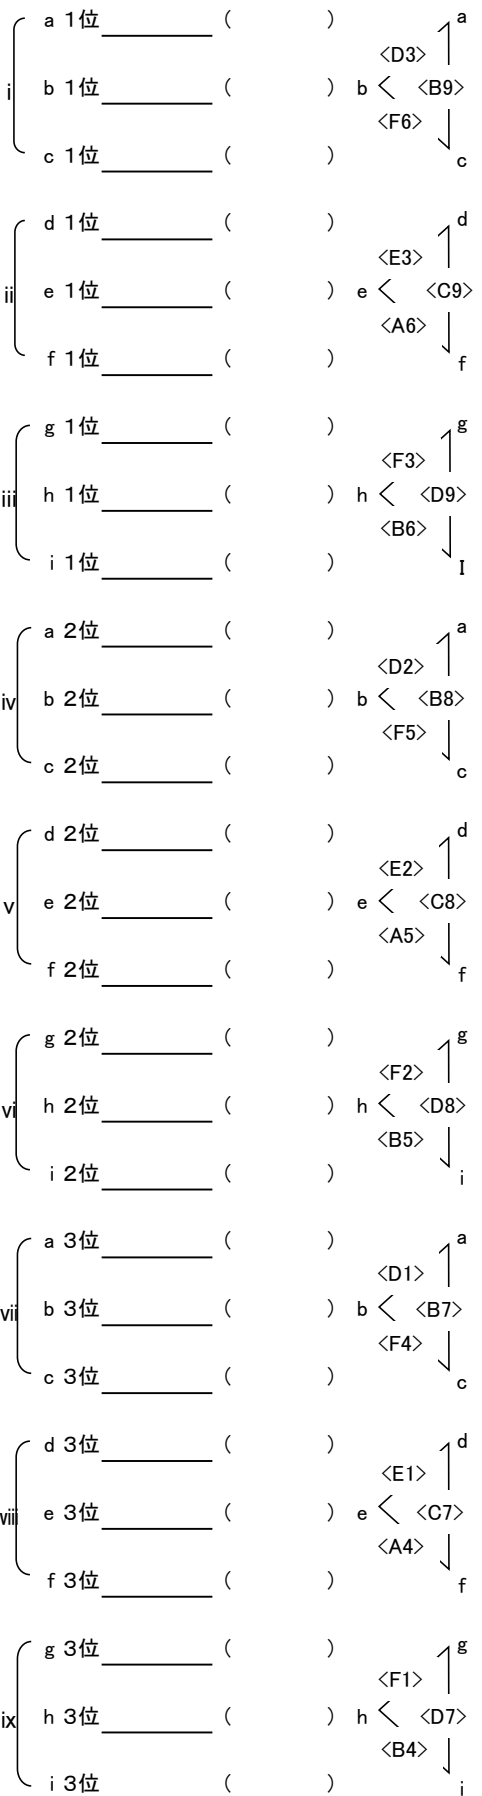 a 1位 ( ) a
<D3>
i b 1位 ( ) b <B9>
<F6>
c 1位 ( ) c
d 1位 ( ) d
<E3>
ii e 1位 ( ) e <C9>
<A6>
f 1位 ( ) f
g 1位 ( ) g
<F3>
iii h 1位 ( ) h <D9>
<B6>
i 1位 ( ) I
a 2位 ( ) a
<D2>
iv b 2位 ( ) b <B8>
<F5>
c 2位 ( ) c
d 2位 ( ) d
<E2>
v e 2位 ( ) e <C8>
<A5>
f 2位 ( ) f
g 2位 ( ) g
<F2>
vi h 2位 ( ) h <D8>
<B5>
i 2位 ( ) i
a 3位 ( ) a
<D1>
vii b 3位 ( ) b <B7>
<F4>
c 3位 ( ) c
d 3位 ( ) d
<E1>
viii e 3位 ( ) e <C7>
<A4>
f 3位 ( ) f
g 3位 ( ) g
<F1>
ix h 3位 ( ) h <D7>
<B4>
i 3位 ( ) i